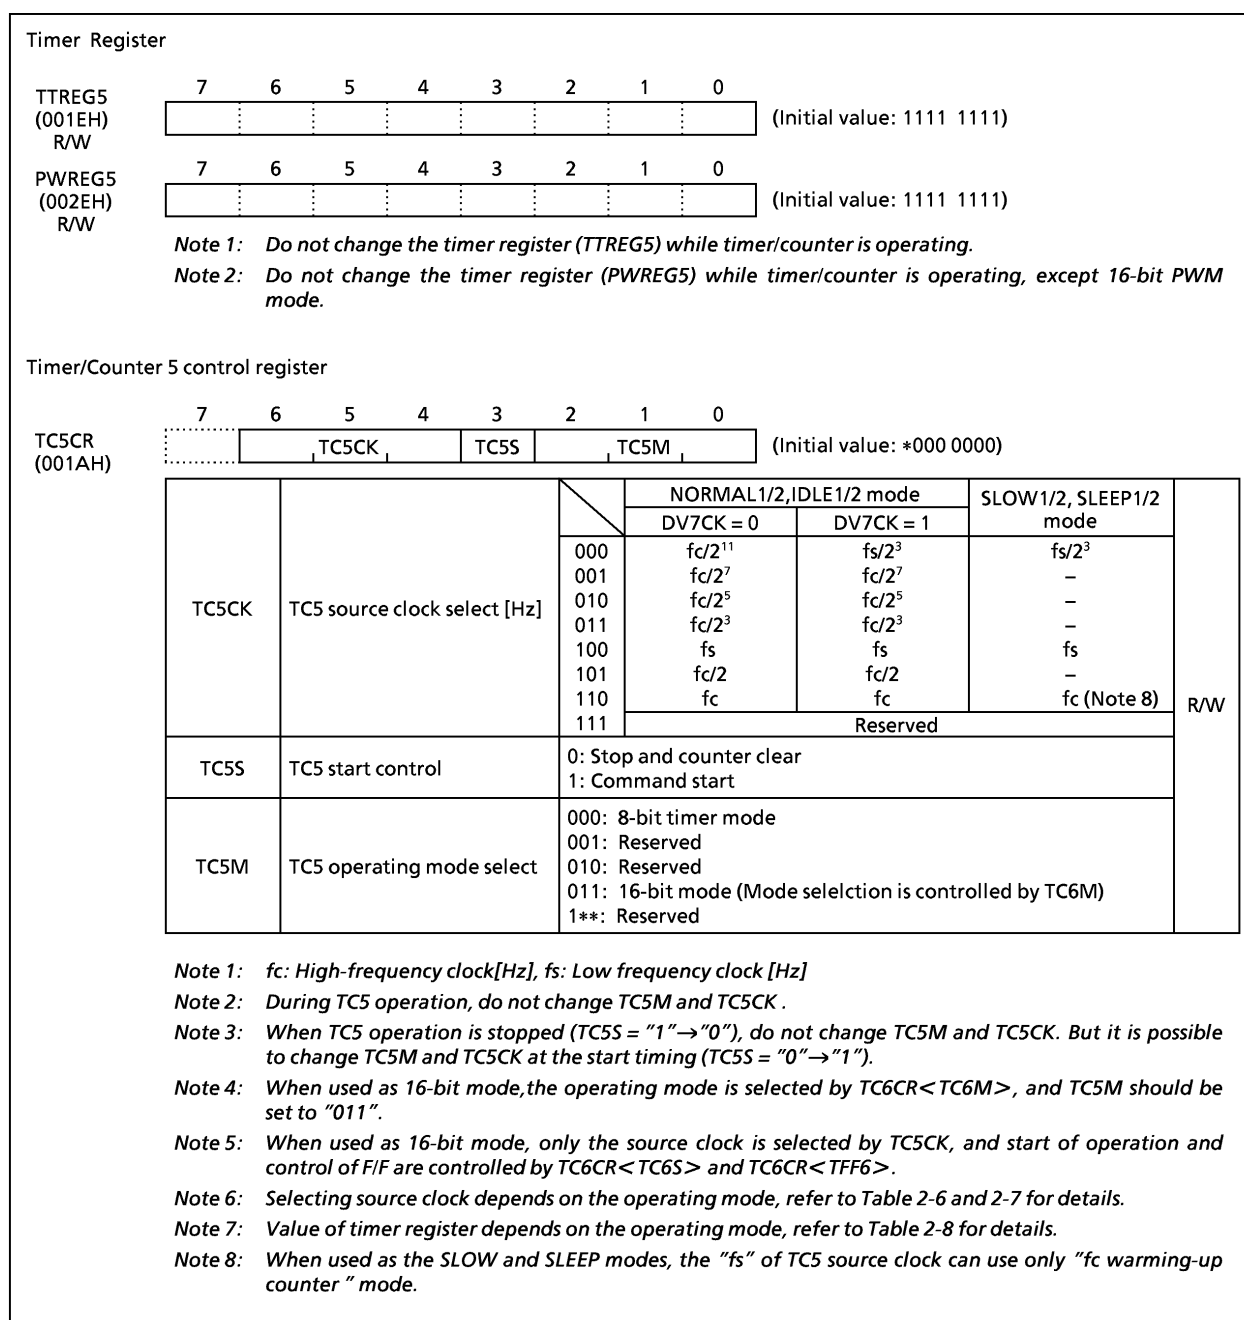 Timer Register
7 6 5 4 3 2 1 0
TTREG5
(001EH)
R/W
(Initial value: 1111 1111)
7 6 5 4 3 2 1 0
PWREG5
(002EH)
R/W
(Initial value: 1111 1111)
Note 1: Do not change the timer register (TTREG5) while timer/counter is operating.
Note 2: Do not change the timer register (PWREG5) while timer/counter is operating, except 16-bit PWM
mode.
Timer/Counter 5 control register
7 6 5 4 3 2 1 0
TC5CR
(001AH)
TC5CK TC5S TC5M (Initial value: *000 0000)
NORMAL1/2,IDLE1/2 mode SLOW1/2, SLEEP1/2
mode
DV7CK = 0 DV7CK = 1
TC5CK TC5 source clock select [Hz]
000 fc/2¹¹ fs/2³ fs/2³
001 fc/2⁷ fc/2⁷ –
010 fc/2⁵ fc/2⁵ –
011 fc/2³ fc/2³ –
100 fs fs fs
101 fc/2 fc/2 –
110 fc fc fc (Note 8)
111 Reserved
R/W
TC5S TC5 start control
0: Stop and counter clear
1: Command start
TC5M TC5 operating mode select
000: 8-bit timer mode
001: Reserved
010: Reserved
011: 16-bit mode (Mode selelction is controlled by TC6M)
1**: Reserved
Note 1: fc: High-frequency clock[Hz], fs: Low frequency clock [Hz]
Note 2: During TC5 operation, do not change TC5M and TC5CK .
Note 3: When TC5 operation is stopped (TC5S = "1"→"0"), do not change TC5M and TC5CK. But it is possible
to change TC5M and TC5CK at the start timing (TC5S = "0"→"1").
Note 4: When used as 16-bit mode,the operating mode is selected by TC6CR<TC6M>, and TC5M should be
set to "011".
Note 5: When used as 16-bit mode, only the source clock is selected by TC5CK, and start of operation and
control of F/F are controlled by TC6CR<TC6S> and TC6CR<TFF6>.
Note 6: Selecting source clock depends on the operating mode, refer to Table 2-6 and 2-7 for details.
Note 7: Value of timer register depends on the operating mode, refer to Table 2-8 for details.
Note 8: When used as the SLOW and SLEEP modes, the "fs" of TC5 source clock can use only "fc warming-up
counter " mode.